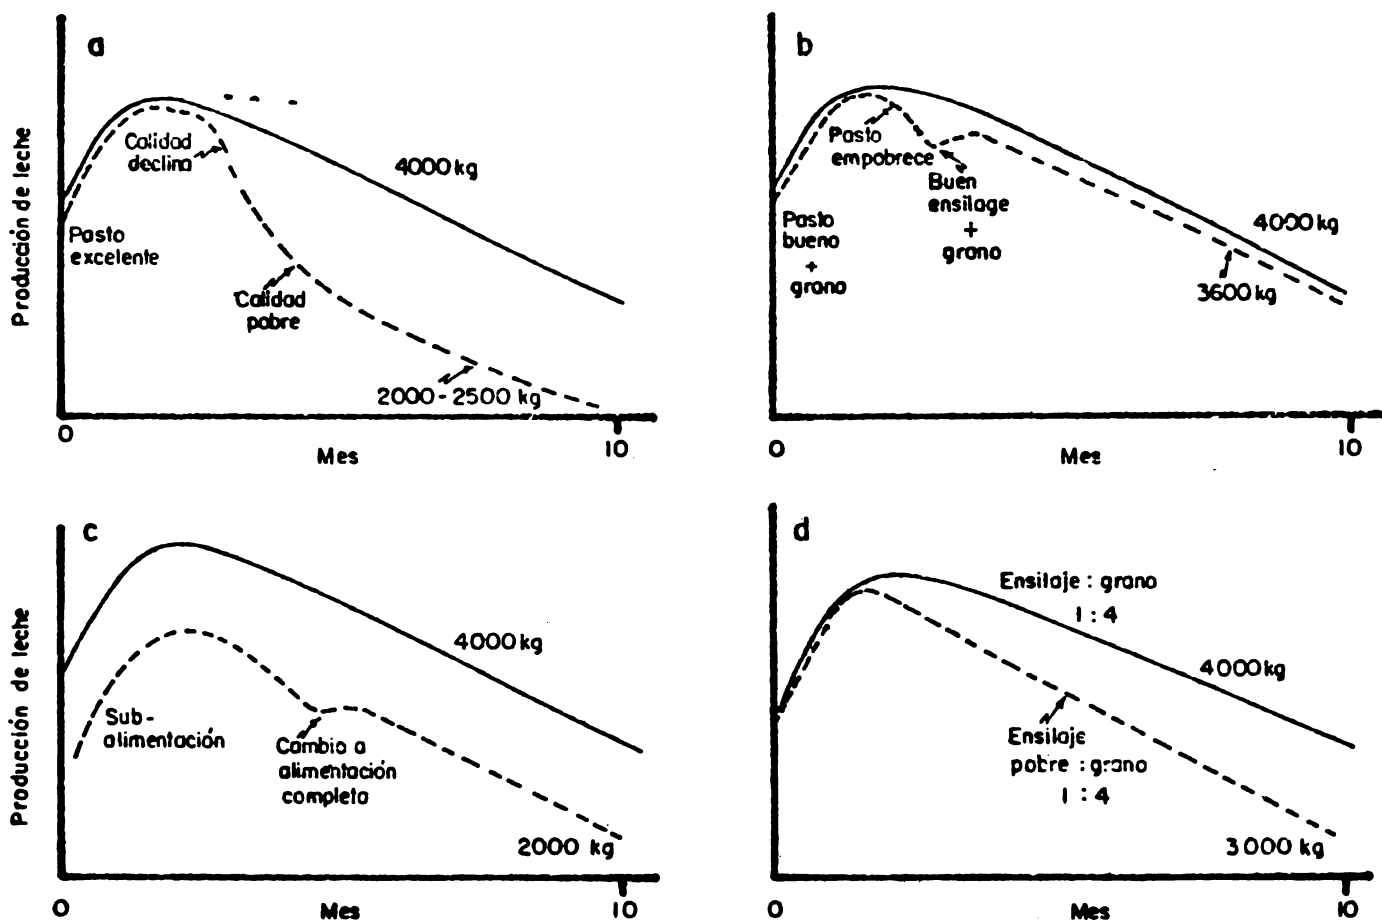 a
Producción de leche
Calidad
declina
4000 kg
Pasto
excelente
Calidad
pobre
2000-2500 kg
0
10
Mes
b
Pasto
empobrece
Buen
ensilage
+
grano
Pasto
bueno
+
grano
4000 kg
3600 kg
0
10
Mes
c
Producción de leche
4000 kg
Sub-
alimentación
Cambio a
alimentación
completa
2000 kg
0
10
Mes
d
Ensilaje : grano
1 : 4
4000 kg
Ensilaje
pobre : grano
1 : 4
3000 kg
0
10
Mes